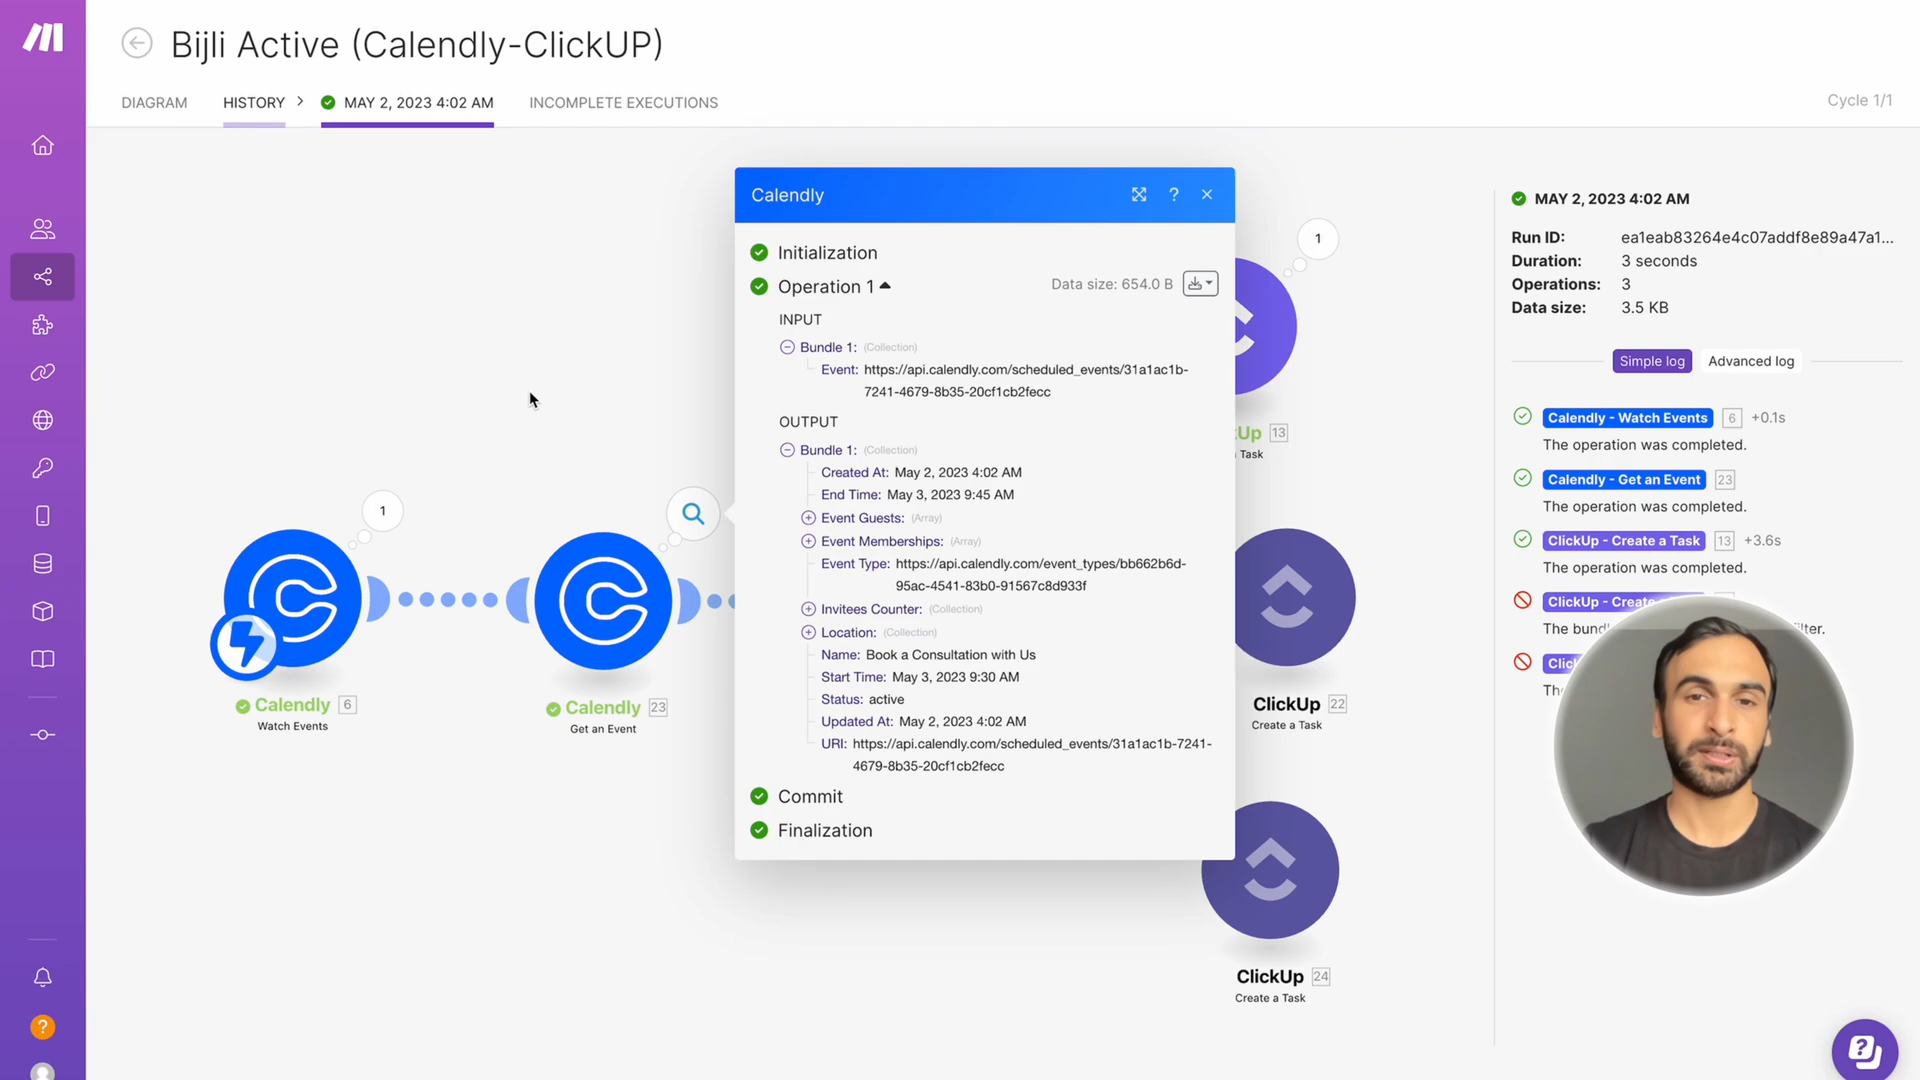 Bijli Active (Calendly-ClickUP)
DIAGRAM
HISTORY
MAY 2, 2023 4:02 AM
INCOMPLETE EXECUTIONS
Cycle 1/1
Calendly
?
Initialization
Operation 1
Data size: 654.0 B
INPUT
Bundle 1: (Collection)
Event: https://api.calendly.com/scheduled_events/31a1ac1b-
7241-4679-8b35-20cf1cb2fecc
OUTPUT
Bundle 1: (Collection)
Created At: May 2, 2023 4:02 AM
End Time: May 3, 2023 9:45 AM
Event Guests: (Array)
Event Memberships: (Array)
Event Type: https://api.calendly.com/event_types/bb662b6d-
95ac-4541-83b0-91567c8d933f
Invitees Counter: (Collection)
Location: (Collection)
Name: Book a Consultation with Us
Start Time: May 3, 2023 9:30 AM
Status: active
Updated At: May 2, 2023 4:02 AM
URI: https://api.calendly.com/scheduled_events/31a1ac1b-7241-
4679-8b35-20cf1cb2fecc
Commit
Finalization
1
Calendly 6
Watch Events
Calendly 23
Get an Event
1
Up 13
Task
ClickUp 22
Create a Task
ClickUp 24
Create a Task
MAY 2, 2023 4:02 AM
Run ID: ea1eab83264e4c07addf8e89a47a1...
Duration: 3 seconds
Operations: 3
Data size: 3.5 KB
Simple log
Advanced log
Calendly - Watch Events 6 +0.1s
The operation was completed.
Calendly - Get an Event 23
The operation was completed.
ClickUp - Create a Task 13 +3.6s
The operation was completed.
ClickUp - Create
The
?
?